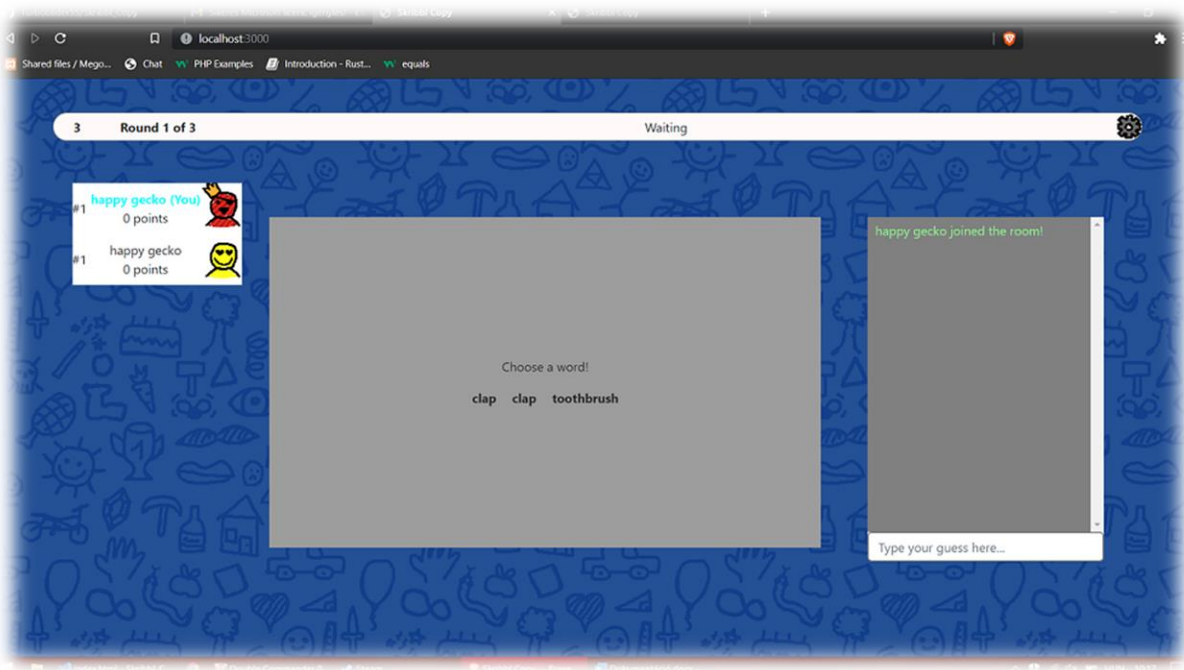 Skribbl Copy
localhost:3000
Shared files / Mego... Chat PHP Examples Introduction - Rust... equals
3 Round 1 of 3 Waiting
#1 happy gecko (You)
0 points
#1 happy gecko
0 points
Choose a word!
clap clap toothbrush
happy gecko joined the room!
Type your guess here...